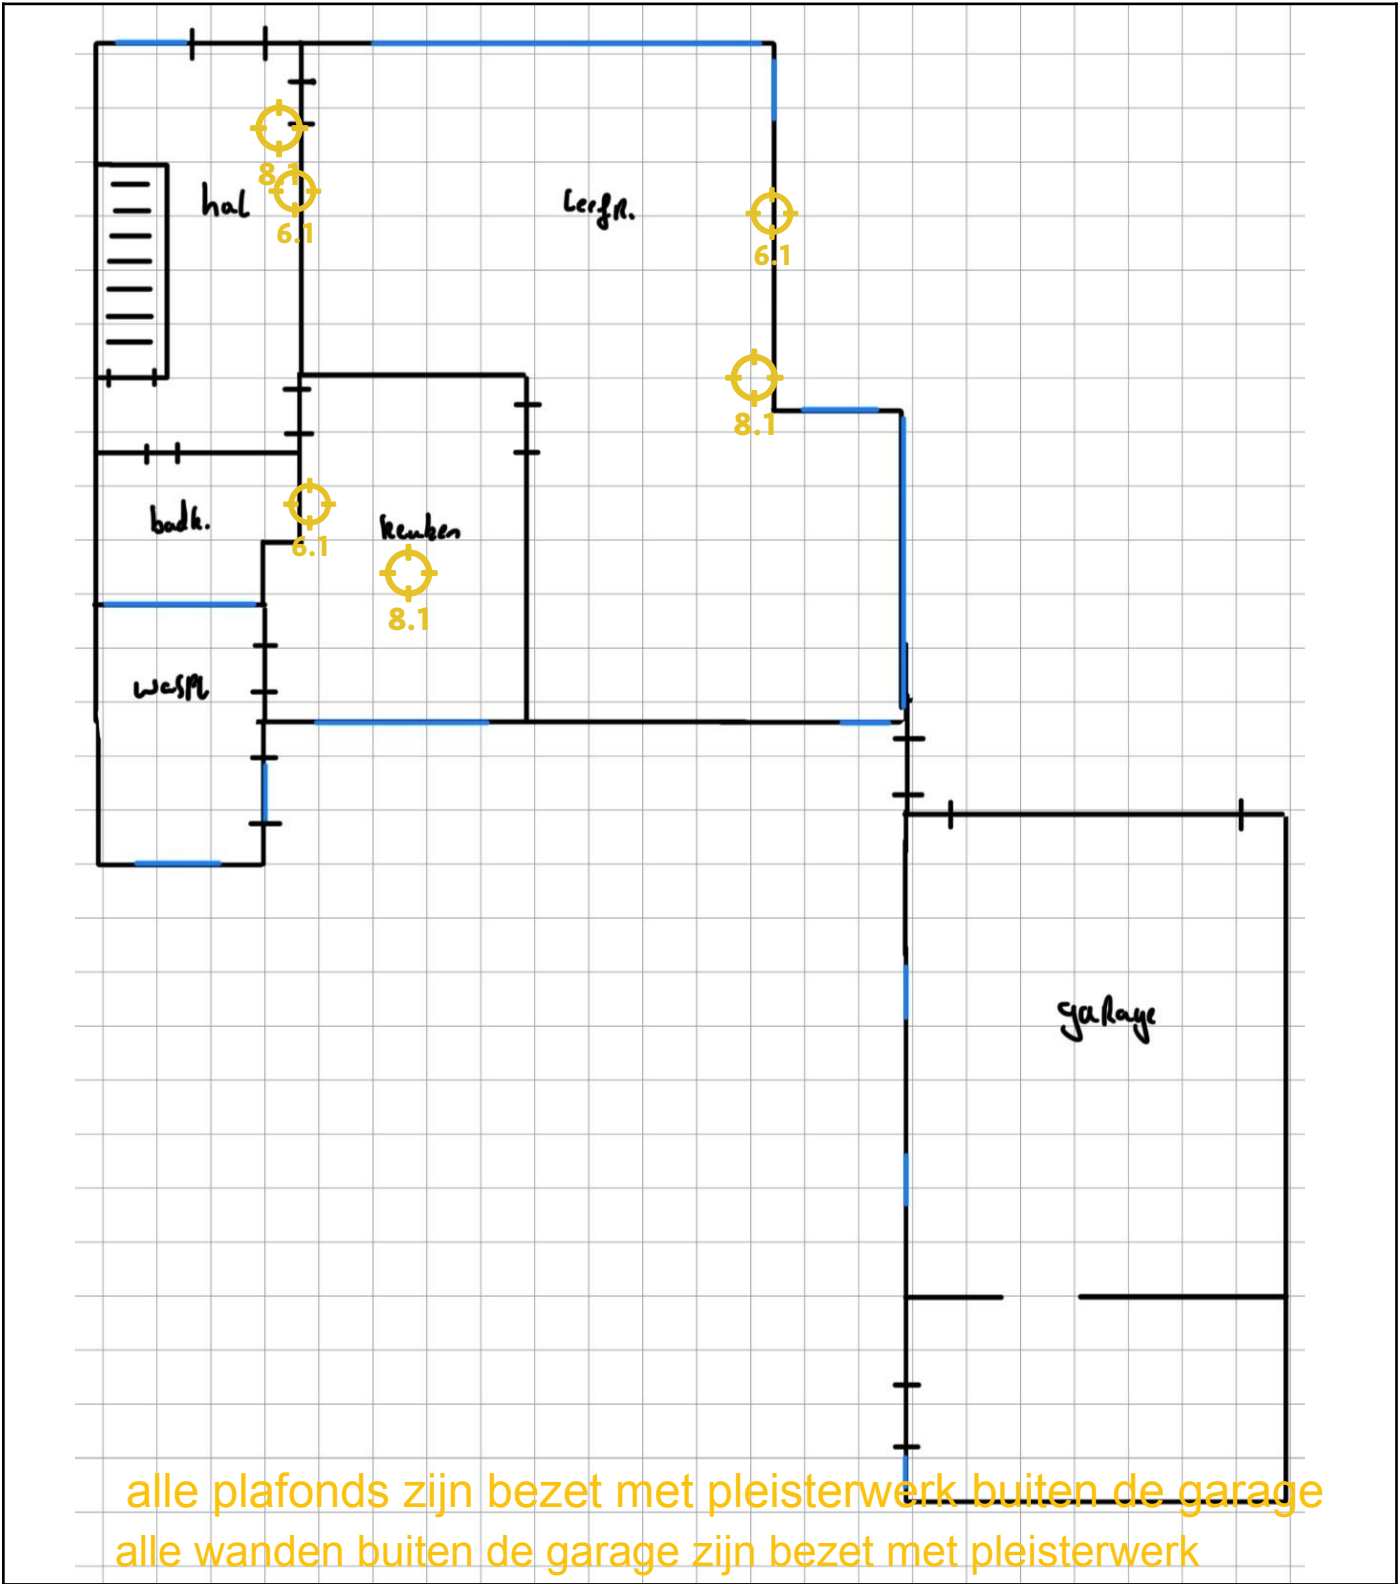 8.1
hal
6.1
leefr.
6.1
8.1
badk.
6.1
keuken
8.1
waspl
garage
alle plafonds zijn bezet met pleisterwerk buiten de garage
alle wanden buiten de garage zijn bezet met pleisterwerk